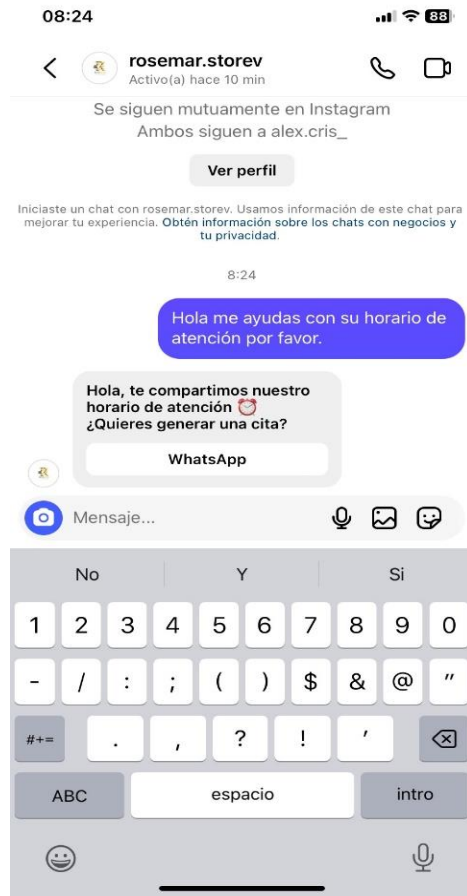 08:24
88
rosemar.storev
Activo(a) hace 10 min
Se siguen mutuamente en Instagram
Ambos siguen a alex.cris_
Ver perfil
Iniciaste un chat con rosemar.storev. Usamos información de este chat para
mejorar tu experiencia. Obtén información sobre los chats con negocios y
tu privacidad.
8:24
Hola me ayudas con su horario de
atención por favor.
Hola, te compartimos nuestro
horario de atención ⏰
¿Quieres generar una cita?
WhatsApp
Mensaje...
No Y Si
1 2 3 4 5 6 7 8 9 0
- / : ; ( ) $ & @ "
#+= . , ? ! '
ABC espacio intro